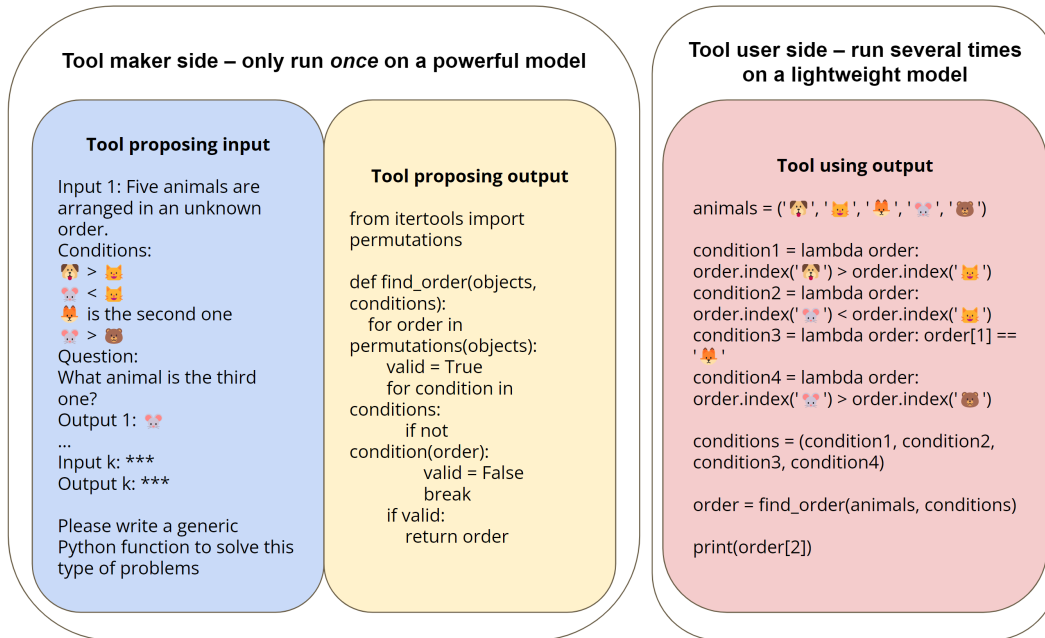 Tool maker side – only run once on a powerful model
Tool proposing input
Input 1: Five animals are
arranged in an unknown
order.
Conditions:
🐶 > 🐱
🐭 < 🐱
🦊 is the second one
🐭 > 🐻
Question:
What animal is the third
one?
Output 1: 🐭
...
Input k: ***
Output k: ***
Please write a generic
Python function to solve this
type of problems
Tool proposing output
from itertools import
permutations
def find_order(objects,
conditions):
for order in
permutations(objects):
valid = True
for condition in
conditions:
if not
condition(order):
valid = False
break
if valid:
return order
Tool user side – run several times
on a lightweight model
Tool using output
animals = ('🐶', '🐱', '🦊', '🐭', '🐻')
condition1 = lambda order:
order.index('🐶') > order.index('🐱')
condition2 = lambda order:
order.index('🐭') < order.index('🐱')
condition3 = lambda order: order[1] ==
'🦊'
condition4 = lambda order:
order.index('🐭') > order.index('🐻')
conditions = (condition1, condition2,
condition3, condition4)
order = find_order(animals, conditions)
print(order[2])